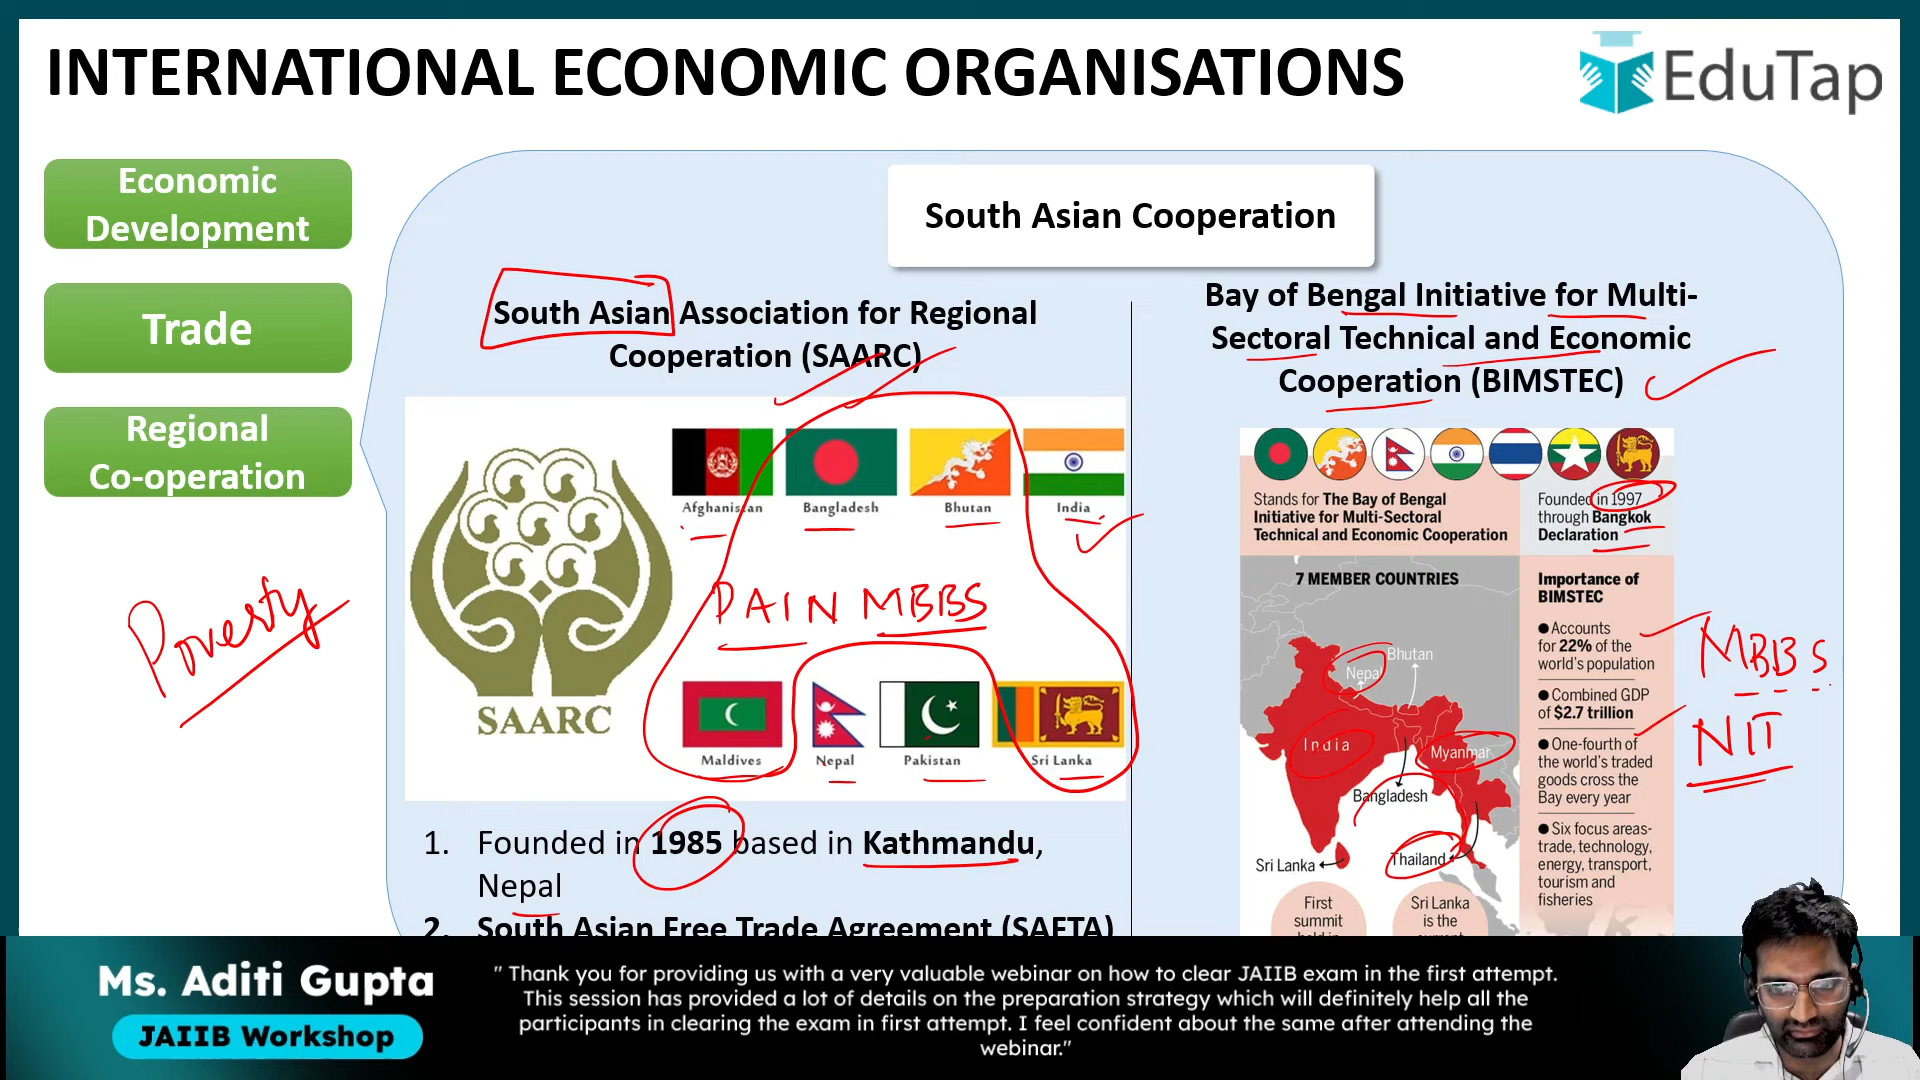 INTERNATIONAL ECONOMIC ORGANISATIONS
EduTap
Economic
Development
Trade
Regional
Co-operation
Poverty
South Asian Cooperation
South Asian Association for Regional
Cooperation (SAARC)
SAARC
Afghanistan
Bangladesh
Bhutan
India
PAIN MBBS
Maldives
Nepal
Pakistan
Sri Lanka
1. Founded in 1985 based in Kathmandu,
Nepal
2. South Asian Free Trade Agreement (SAFTA)
Bay of Bengal Initiative for Multi-
Sectoral Technical and Economic
Cooperation (BIMSTEC)
Stands for The Bay of Bengal
Initiative for Multi-Sectoral
Technical and Economic Cooperation
Founded in 1997
through Bangkok
Declaration
7 MEMBER COUNTRIES
Nepal
Bhutan
India
Myanmar
Bangladesh
Thailand
Sri Lanka
First
summit
held in
Sri Lanka
is the
current
Importance of
BIMSTEC
● Accounts
for 22% of the
world's population
● Combined GDP
of $2.7 trillion
● One-fourth of
the world's traded
goods cross the
Bay every year
● Six focus areas-
trade, technology,
energy, transport,
tourism and
fisheries
MBBS
NIT
Ms. Aditi Gupta
JAIIB Workshop
" Thank you for providing us with a very valuable webinar on how to clear JAIIB exam in the first attempt.
This session has provided a lot of details on the preparation strategy which will definitely help all the
participants in clearing the exam in first attempt. I feel confident about the same after attending the
webinar."